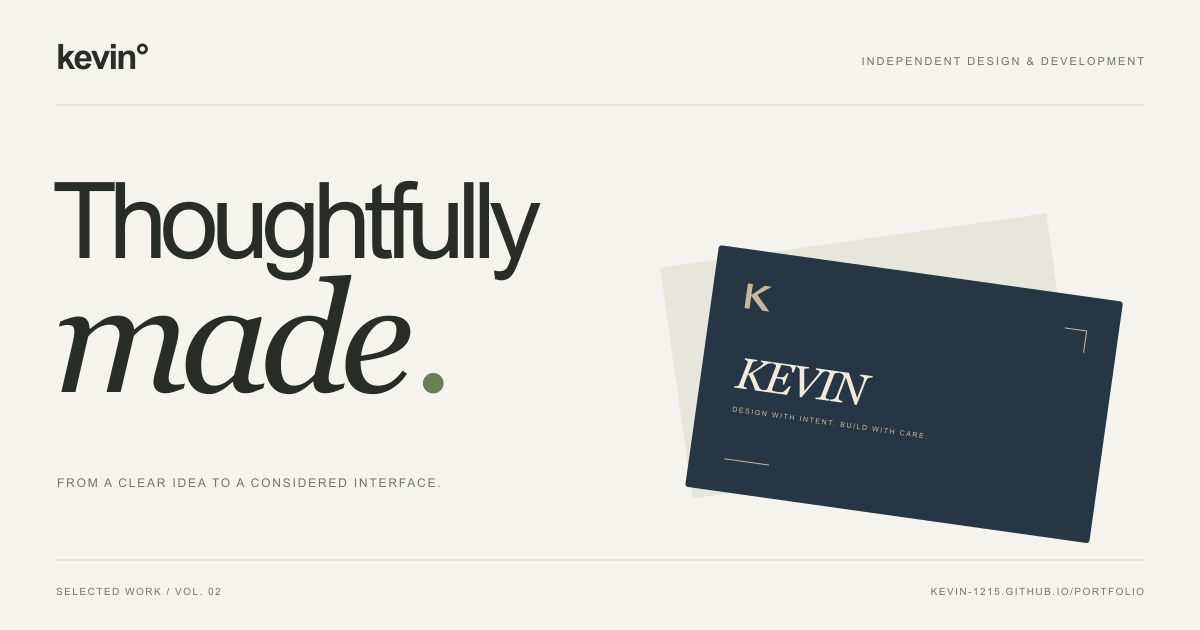 kevin°
INDEPENDENT DESIGN & DEVELOPMENT
Thoughtfully
made.
K
KEVIN
DESIGN WITH INTENT. BUILD WITH CARE.
FROM A CLEAR IDEA TO A CONSIDERED INTERFACE.
SELECTED WORK / VOL. 02
KEVIN-1215.GITHUB.IO/PORTFOLIO